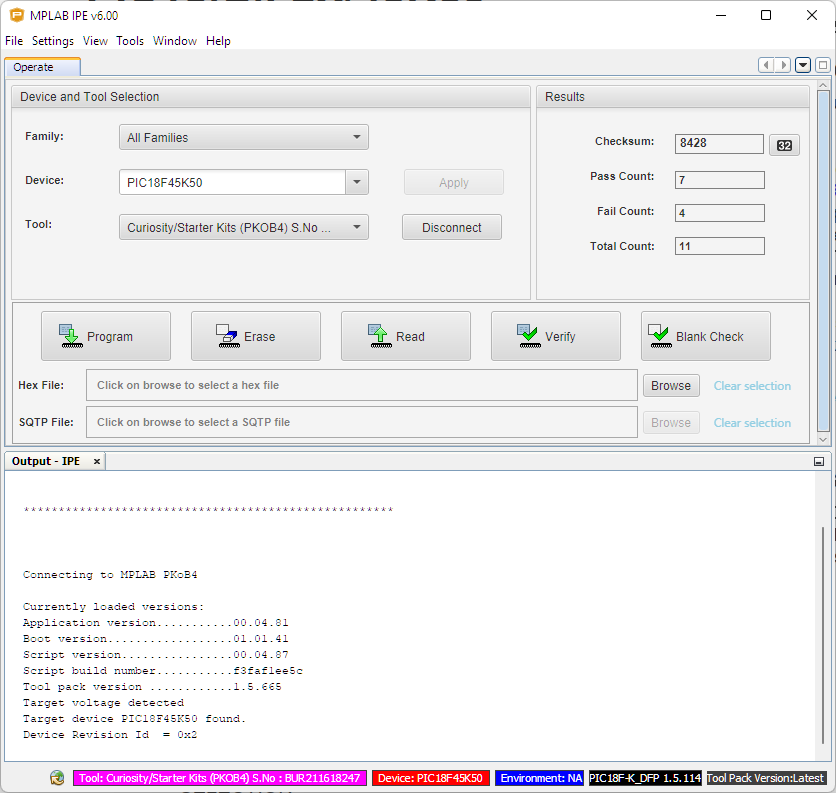 MPLAB IPE v6.00
File Settings View Tools Window Help
Operate
Device and Tool Selection
Results
Family:
All Families
Device:
PIC18F45K50
Apply
Tool:
Curiosity/Starter Kits (PKOB4) S.No ...
Disconnect
Checksum:
8428
32
Pass Count:
7
Fail Count:
4
Total Count:
11
Program
Erase
Read
Verify
Blank Check
Hex File:
Click on browse to select a hex file
Browse
Clear selection
SQTP File:
Click on browse to select a SQTP file
Browse
Clear selection
Output - IPE x
*****************************************************
Connecting to MPLAB PKoB4
Currently loaded versions:
Application version...........00.04.81
Boot version..................01.01.41
Script version................00.04.87
Script build number...........f3faf1ee5c
Tool pack version ............1.5.665
Target voltage detected
Target device PIC18F45K50 found.
Device Revision Id  = 0x2
Tool: Curiosity/Starter Kits (PKOB4) S.No : BUR211618247
Device: PIC18F45K50
Environment: NA
PIC18F-K_DFP 1.5.114
Tool Pack Version:Latest